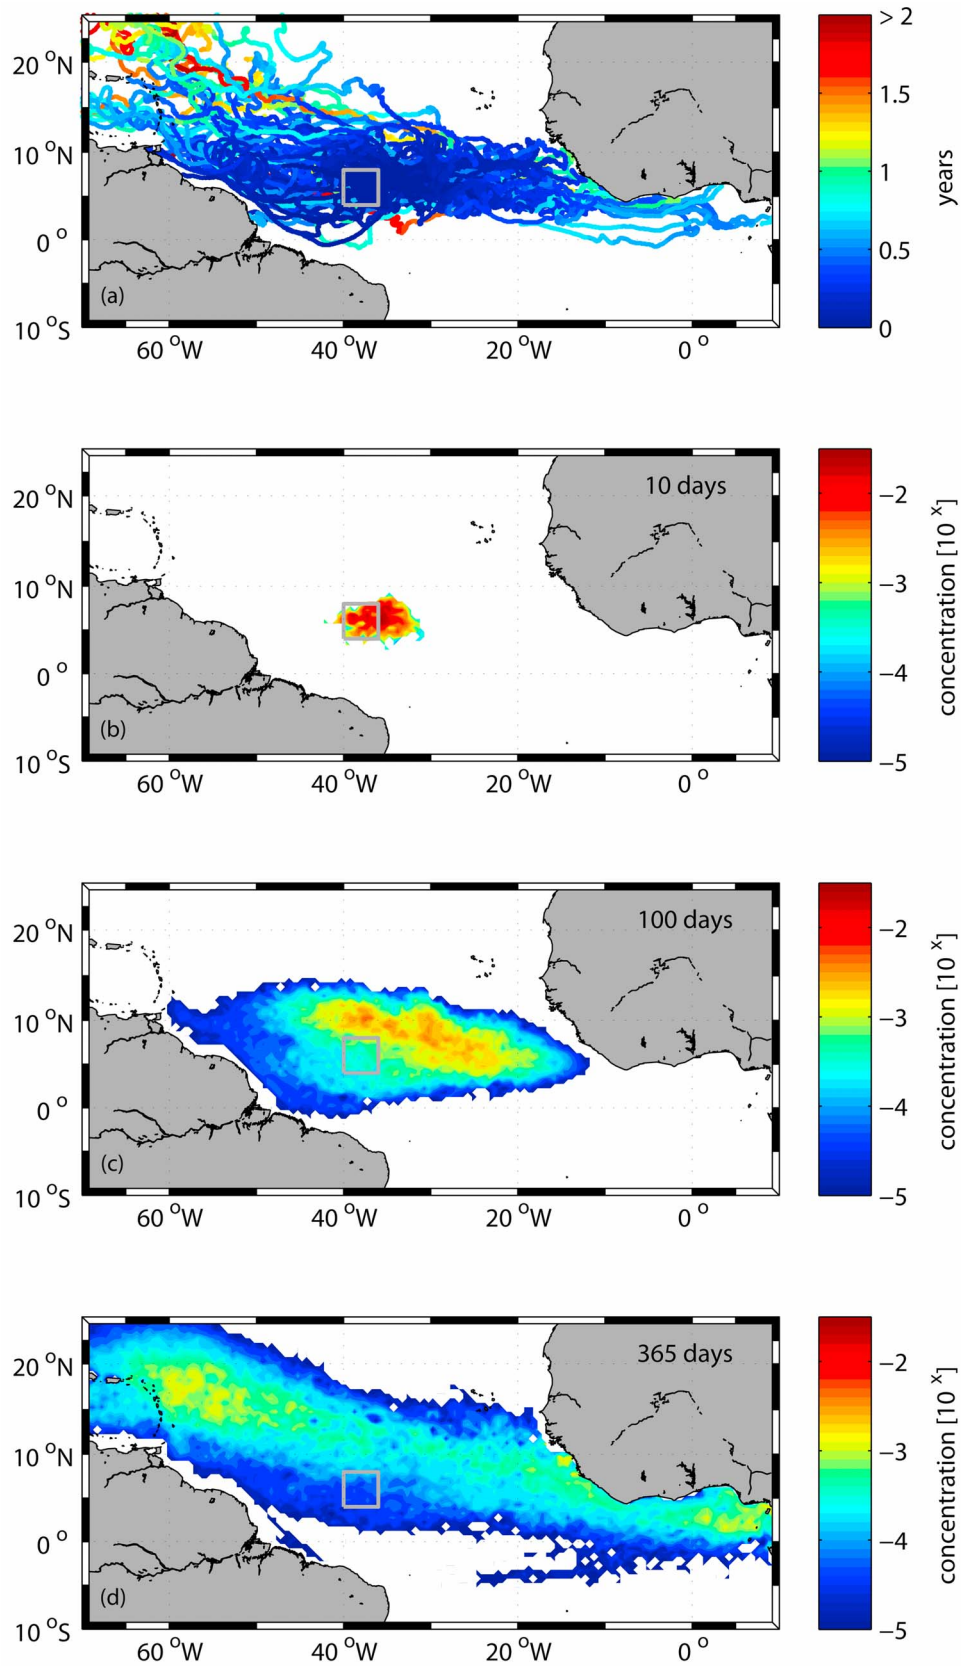 > 2
20 °N
1.5
10 °N
1
years
0.5
0 °
(a)
10 °S
0
60 °W 40 °W 20 °W 0 °
20 °N
10 days
−2
10 °N
−3
concentration [10 x]
0 °
−4
(b)
10 °S
−5
60 °W 40 °W 20 °W 0 °
20 °N
100 days
−2
10 °N
−3
concentration [10 x]
0 °
−4
(c)
10 °S
−5
60 °W 40 °W 20 °W 0 °
20 °N
365 days
−2
10 °N
−3
concentration [10 x]
0 °
−4
(d)
10 °S
−5
60 °W 40 °W 20 °W 0 °